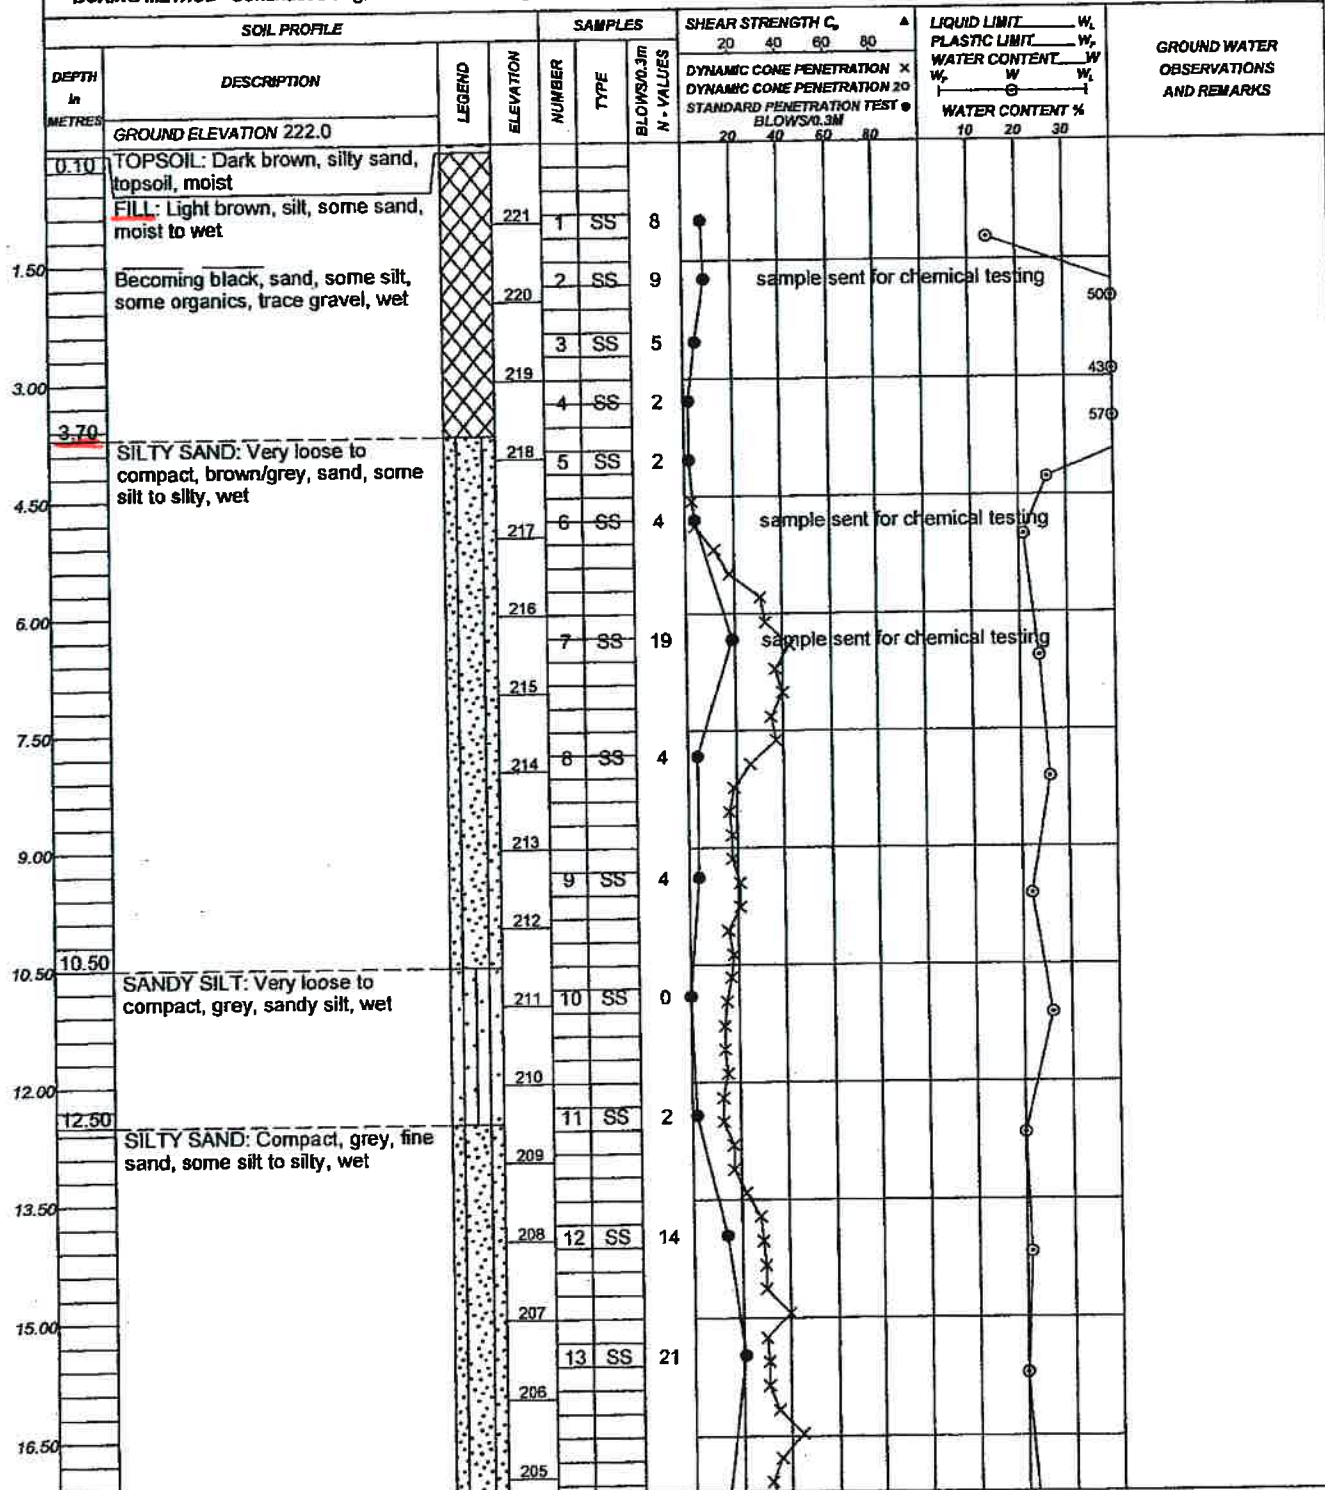 SOIL PROFILE
SAMPLES
SHEAR STRENGTH Cᵤ ▲
20 40 60 80
LIQUID LIMIT____W_L
PLASTIC LIMIT____W_P
WATER CONTENT____W
W_P W W_L
WATER CONTENT %
10 20 30
GROUND WATER
OBSERVATIONS
AND REMARKS
DEPTH
in
METRES
DESCRIPTION
LEGEND
ELEVATION
NUMBER
TYPE
BLOWS/0.3m
N - VALUES
DYNAMIC CONE PENETRATION ×
DYNAMIC CONE PENETRATION 20
STANDARD PENETRATION TEST ●
BLOWS/0.3M
20 40 60 80
GROUND ELEVATION 222.0
0.10 TOPSOIL: Dark brown, silty sand,
topsoil, moist
FILL: Light brown, silt, some sand,
moist to wet
221 1 SS 8
1.50 Becoming black, sand, some silt,
some organics, trace gravel, wet
2 SS 9 sample sent for chemical testing
220 50
3 SS 5
219 43
3.00
4 SS 2 57
3.70
SILTY SAND: Very loose to
compact, brown/grey, sand, some
silt to silty, wet
218 5 SS 2
4.50
6 SS 4 sample sent for chemical testing
217
216
6.00
7 SS 19 sample sent for chemical testing
215
7.50
8 SS 4
214
213
9.00
9 SS 4
212
10.50 10.50
SANDY SILT: Very loose to
compact, grey, sandy silt, wet
211 10 SS 0
210
12.00
12.50 11 SS 2
SILTY SAND: Compact, grey, fine
sand, some silt to silty, wet
209
13.50
208 12 SS 14
207
15.00
13 SS 21
206
16.50
205